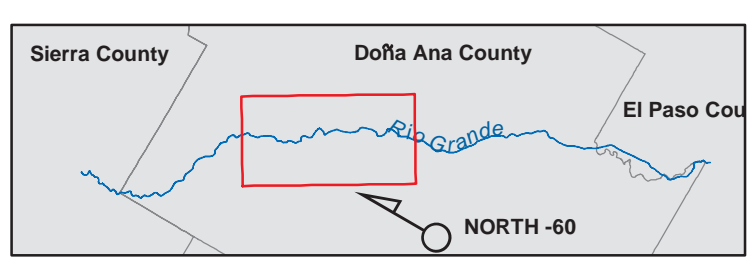 Sierra County
Doña Ana County
El Paso Cou
Rio Grande
NORTH -60